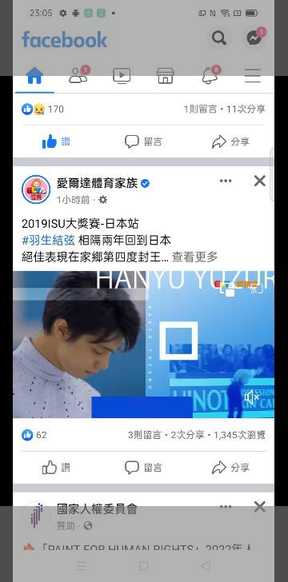 23:05
facebook
170
1則留言・11次分享
讚
留言
分享
愛爾達體育家族
1小時前
2019ISU大獎賽-日本站
#羽生結弦 相隔兩年回到日本
絕佳表現在家鄉第四度封王... 查看更多
HANYU YUZUR
62
3則留言・2次分享・1,345次瀏覽
讚
留言
分享
國家人權委員會
贊助
「PAINT FOR HUMAN RIGHTS」2022年人